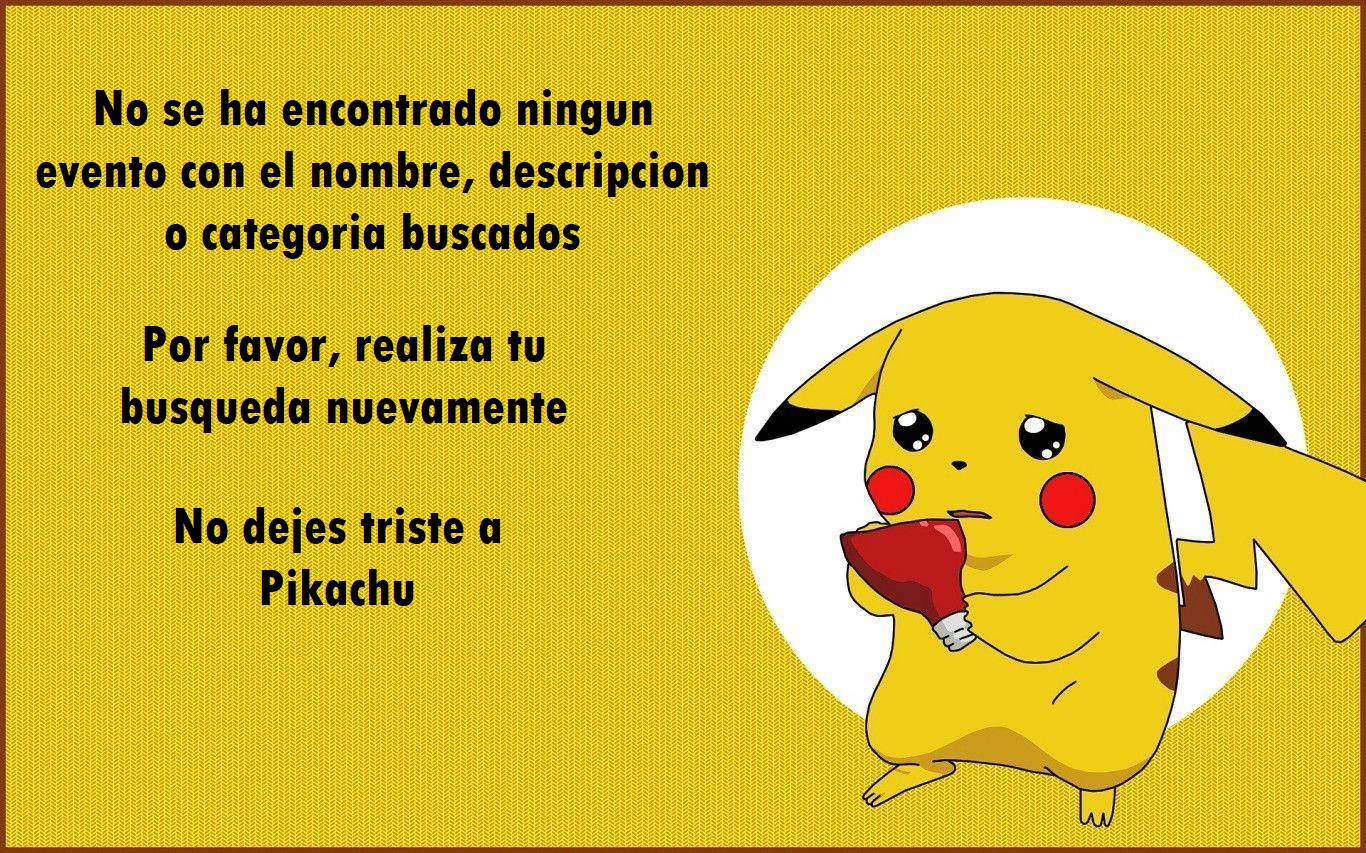 No se ha encontrado ningun
evento con el nombre, descripcion
o categoria buscados
Por favor, realiza tu
busqueda nuevamente
No dejes triste a
Pikachu